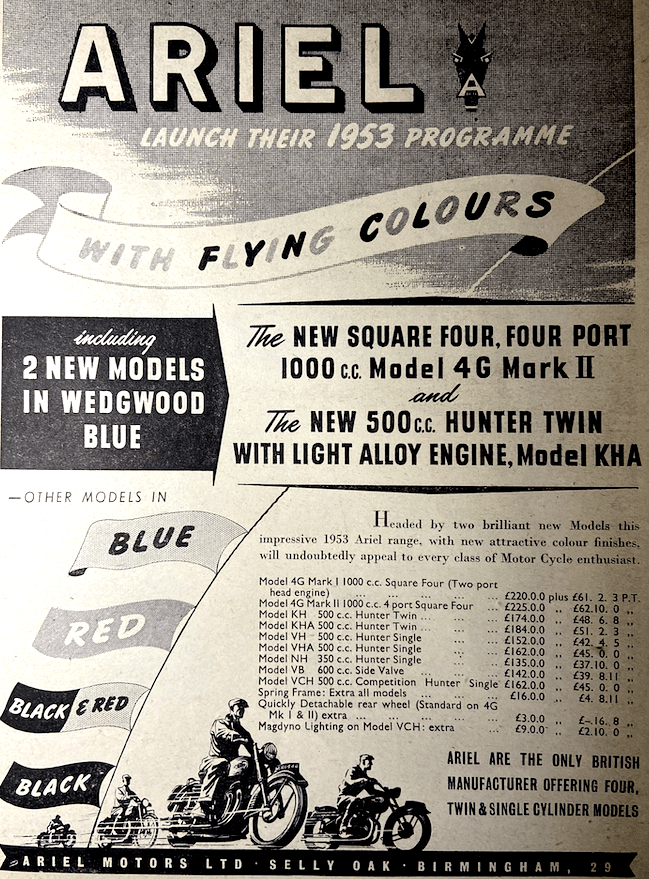 ARIEL
A
LAUNCH THEIR 1953 PROGRAMME
WITH FLYING COLOURS
including
2 NEW MODELS
IN WEDGWOOD
BLUE
The NEW SQUARE FOUR, FOUR PORT
1000 c.c. Model 4G Mark II
and
The NEW 500 c.c. HUNTER TWIN
WITH LIGHT ALLOY ENGINE, Model KHA
—OTHER MODELS IN
BLUE
RED
BLACK & RED
BLACK
Headed by two brilliant new Models this
impressive 1953 Ariel range, with new attractive colour finishes,
will undoubtedly appeal to every class of Motor Cycle enthusiast.
Model 4G Mark I 1000 c.c. Square Four (Two port
head engine) ... ... ... ... £220.0.0 plus £61. 2. 3 P.T.
Model 4G Mark II 1000 c.c. 4 port Square Four ... £225.0.0 ,, £62.10. 0 ,,
Model KH 500 c.c. Hunter Twin ... ... ... £174.0.0 ,, £48. 6. 8 ,,
Model KHA 500 c.c. Hunter Twin ... ... ... £184.0.0 ,, £51. 2. 3 ,,
Model VH 500 c.c. Hunter Single ... ... £152.0.0 ,, £42. 4. 5 ,,
Model VHA 500 c.c. Hunter Single ... ... £162.0.0 ,, £45. 0. 0 ,,
Model NH 350 c.c. Hunter Single ... ... £135.0.0 ,, £37.10. 0 ,,
Model VB 600 c.c. Side Valve ... ... £142.0.0 ,, £39. 8.11 ,,
Model VCH 500 c.c. Competition Hunter Single £162.0.0 ,, £45. 0. 0 ,,
Spring Frame: Extra all models ... ... ... £16.0.0 ,, £4. 8.11 ,,
Quickly Detachable rear wheel (Standard on 4G
Mk I & II) extra ... ... ... ... £3.0.0 ,, £–.16. 8 ,,
Magdyno Lighting on Model VCH: extra ... £9.0.0 ,, £2.10. 0 ,,
ARIEL ARE THE ONLY BRITISH
MANUFACTURER OFFERING FOUR,
TWIN & SINGLE CYLINDER MODELS
ARIEL MOTORS LTD · SELLY OAK · BIRMINGHAM, 29